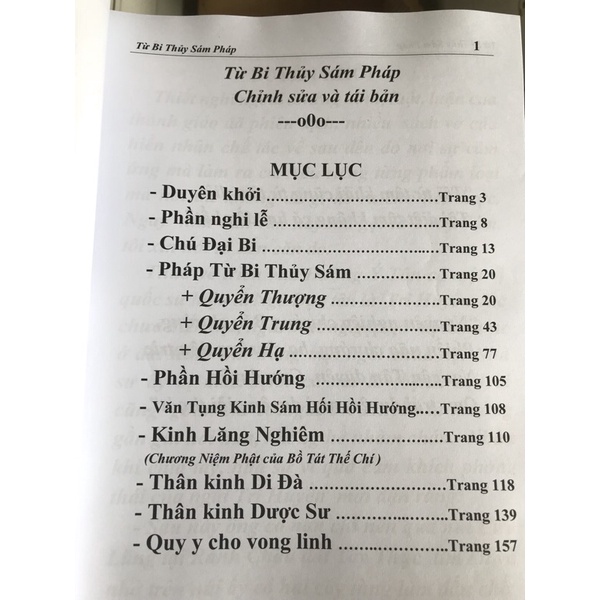 Từ Bi Thủy Sám Pháp 1
Từ Bi Thủy Sám Pháp
Chỉnh sửa và tái bản
---o0o---
MỤC LỤC
- Duyên khởi ............................... Trang 3
- Phần nghi lễ ............................. Trang 8
- Chú Đại Bi ............................... Trang 13
- Pháp Từ Bi Thủy Sám ............... Trang 20
+ Quyển Thượng ..................... Trang 20
+ Quyển Trung ....................... Trang 43
+ Quyển Hạ ............................ Trang 77
- Phần Hồi Hướng ..................... Trang 105
- Văn Tụng Kinh Sám Hối Hồi Hướng...... Trang 108
- Kinh Lăng Nghiêm .................. Trang 110
(Chương Niệm Phật của Bồ Tát Thế Chí )
- Thân kinh Di Đà ..................... Trang 118
- Thân kinh Dược Sư ................. Trang 139
- Quy y cho vong linh ................ Trang 157